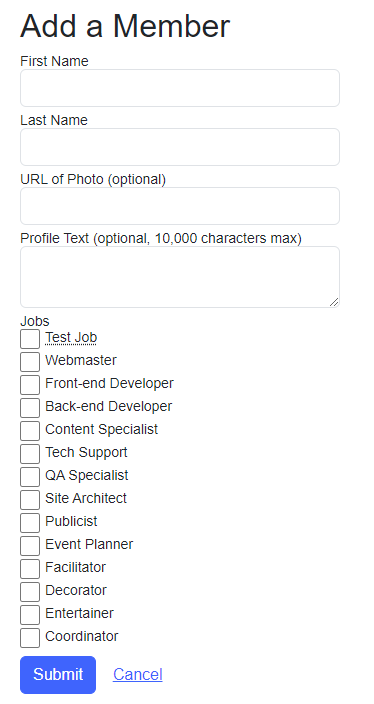 Add a Member
First Name
Last Name
URL of Photo (optional)
Profile Text (optional, 10,000 characters max)
Jobs
Test Job
Webmaster
Front-end Developer
Back-end Developer
Content Specialist
Tech Support
QA Specialist
Site Architect
Publicist
Event Planner
Facilitator
Decorator
Entertainer
Coordinator
Submit Cancel